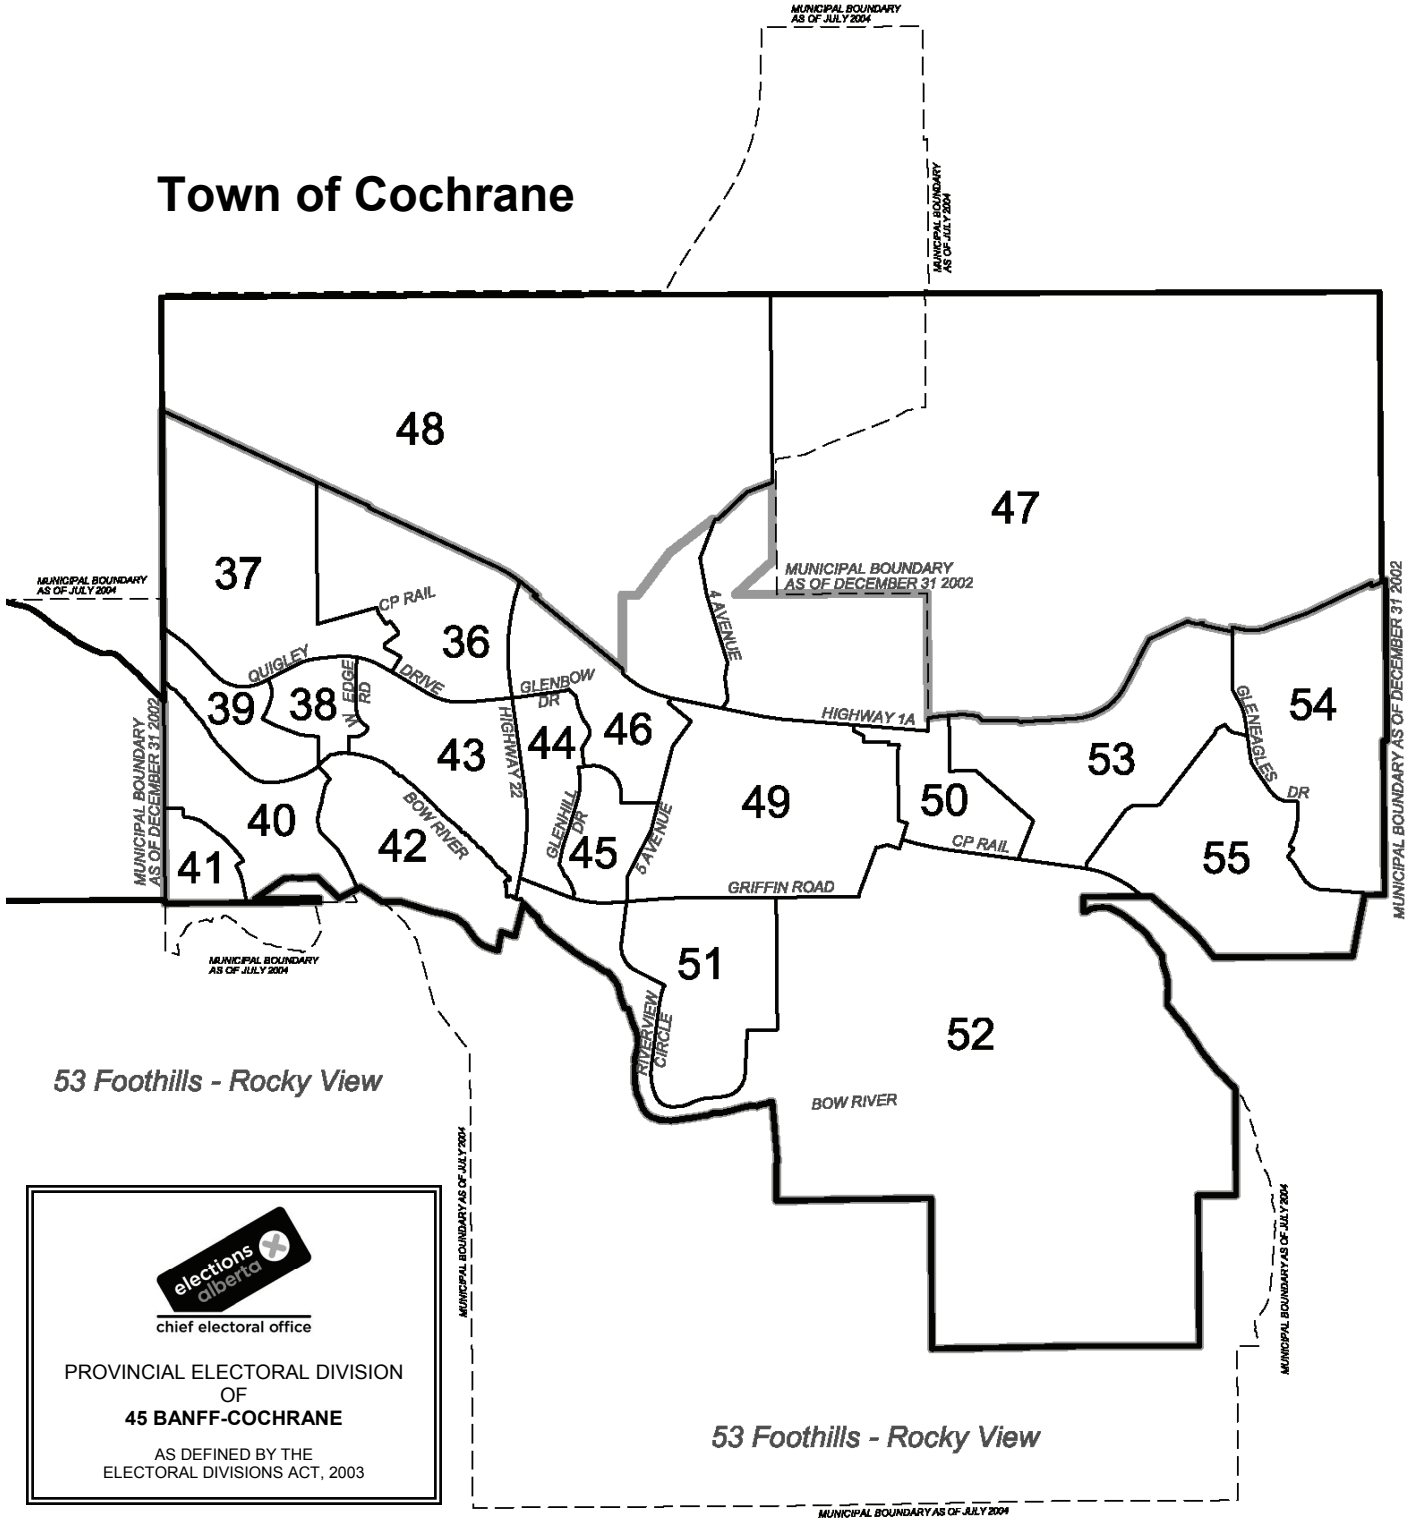 MUNICIPAL BOUNDARY
AS OF JULY 2004
Town of Cochrane
MUNICIPAL BOUNDARY
AS OF JULY 2004
48
47
37
MUNICIPAL BOUNDARY
AS OF DECEMBER 31 2002
MUNICIPAL BOUNDARY
AS OF JULY 2004
CP RAIL
36
4 AVENUE
MUNICIPAL BOUNDARY AS OF DECEMBER 31 2002
QUIGLEY
DRIVE
GLENBOW
DR
39
38
W EDGE
RD
43
HIGHWAY 22
44
46
HIGHWAY 1A
53
GLENEAGLES
DR
54
MUNICIPAL BOUNDARY
AS OF DECEMBER 31 2002
40
41
42
BOW RIVER
GLENHILL
DR
45
5 AVENUE
49
50
CP RAIL
55
GRIFFIN ROAD
MUNICIPAL BOUNDARY
AS OF JULY 2004
51
RIVERVIEW
CIRCLE
52
53 Foothills - Rocky View
BOW RIVER
MUNICIPAL BOUNDARY AS OF JULY 2004
MUNICIPAL BOUNDARY AS OF JULY 2004
elections
alberta
chief electoral office
PROVINCIAL ELECTORAL DIVISION
OF
45 BANFF-COCHRANE
AS DEFINED BY THE
ELECTORAL DIVISIONS ACT, 2003
53 Foothills - Rocky View
MUNICIPAL BOUNDARY AS OF JULY 2004